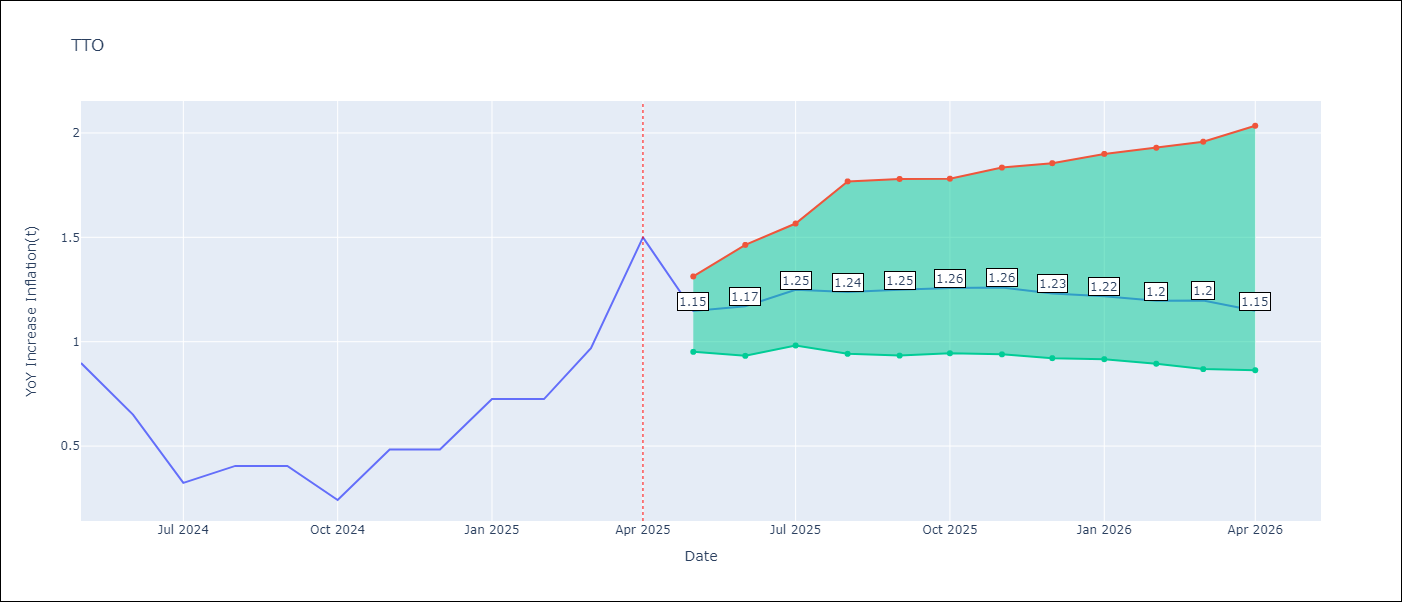 TTO
2
1.5
1
0.5
YoY Increase Inflation(t)
1.15
1.17
1.25
1.24
1.25
1.26
1.26
1.23
1.22
1.2
1.2
1.15
Jul 2024
Oct 2024
Jan 2025
Apr 2025
Jul 2025
Oct 2025
Jan 2026
Apr 2026
Date